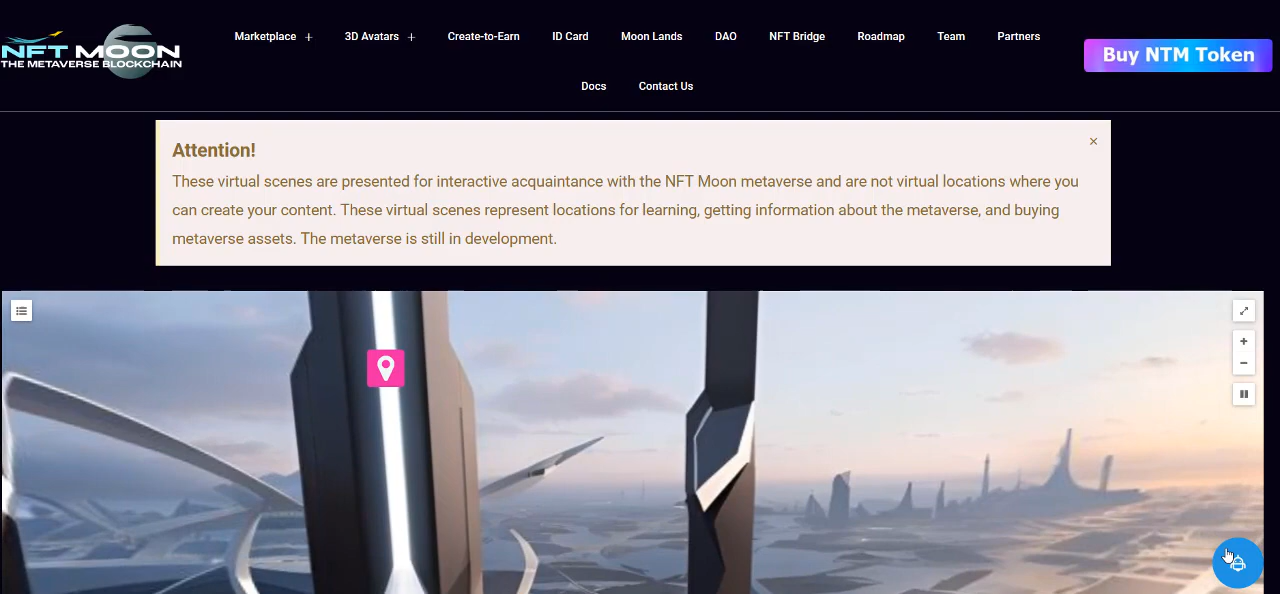 NFT MOON
THE METAVERSE BLOCKCHAIN
Marketplace +
3D Avatars +
Create-to-Earn
ID Card
Moon Lands
DAO
NFT Bridge
Roadmap
Team
Partners
Docs
Contact Us
Buy NTM Token
Attention!
×
These virtual scenes are presented for interactive acquaintance with the NFT Moon metaverse and are not virtual locations where you
can create your content. These virtual scenes represent locations for learning, getting information about the metaverse, and buying
metaverse assets. The metaverse is still in development.
+
−